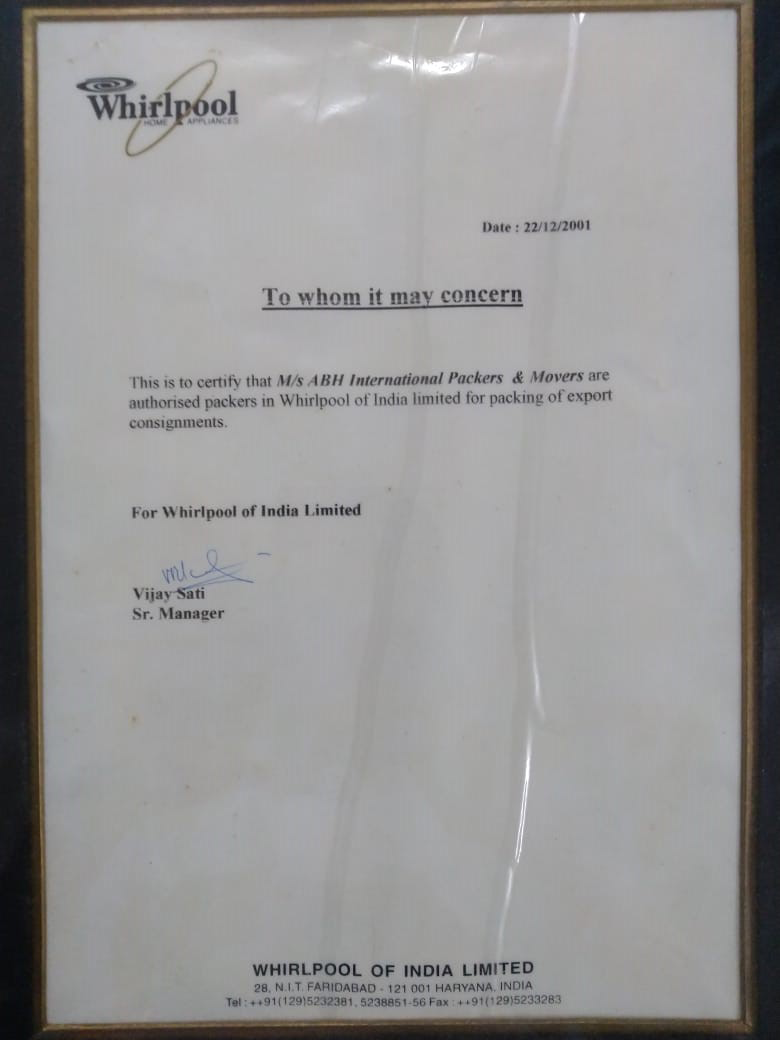 Whirlpool
HOME APPLIANCES
Date : 22/12/2001
To whom it may concern
This is to certify that M/s ABH International Packers & Movers are
authorised packers in Whirlpool of India limited for packing of export
consignments.
For Whirlpool of India Limited
Vijay Sati
Sr. Manager
WHIRLPOOL OF INDIA LIMITED
28, N.I.T. FARIDABAD - 121 001 HARYANA. INDIA
Tel : ++91(129)5232381, 5238851-56 Fax : ++91(129)5233283